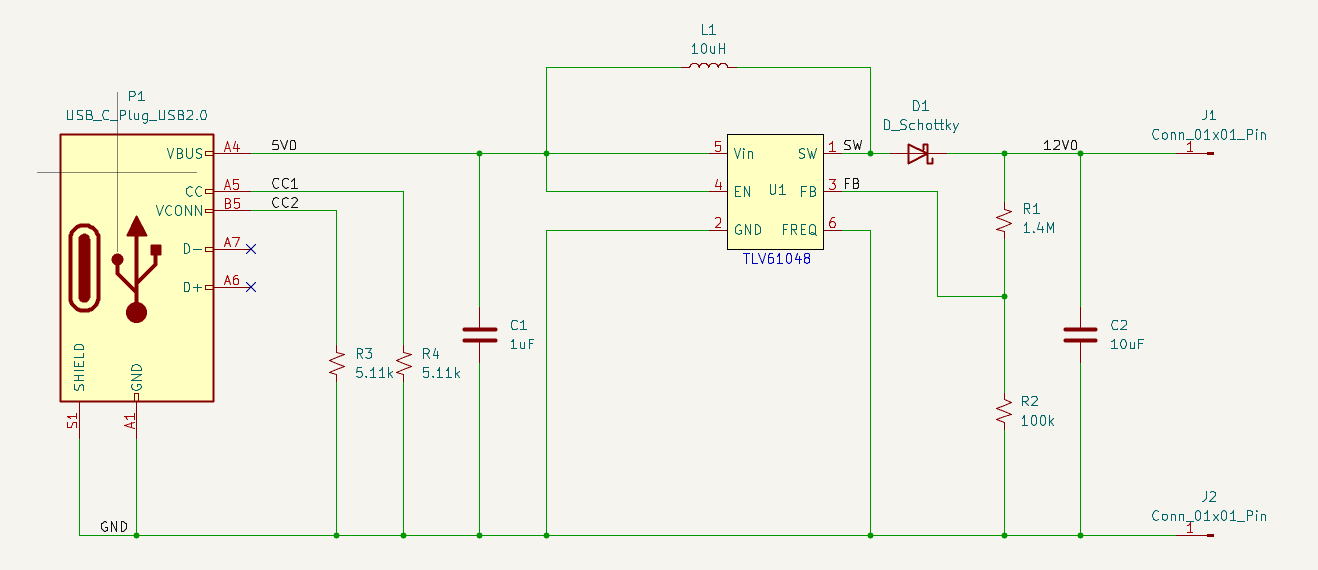 L1
10uH
P1
USB_C_Plug_USB2.0
VBUS
A4
5V0
CC
A5
CC1
VCONN
B5
CC2
D-
A7
D+
A6
SHIELD
GND
S1
A1
GND
R3
5.11k
R4
5.11k
C1
1uF
5
Vin
SW
1
SW
4
EN
U1
FB
3
FB
2
GND
FREQ
6
TLV61048
D1
D_Schottky
12V0
J1
Conn_01x01_Pin
1
R1
1.4M
C2
10uF
R2
100k
J2
Conn_01x01_Pin
1